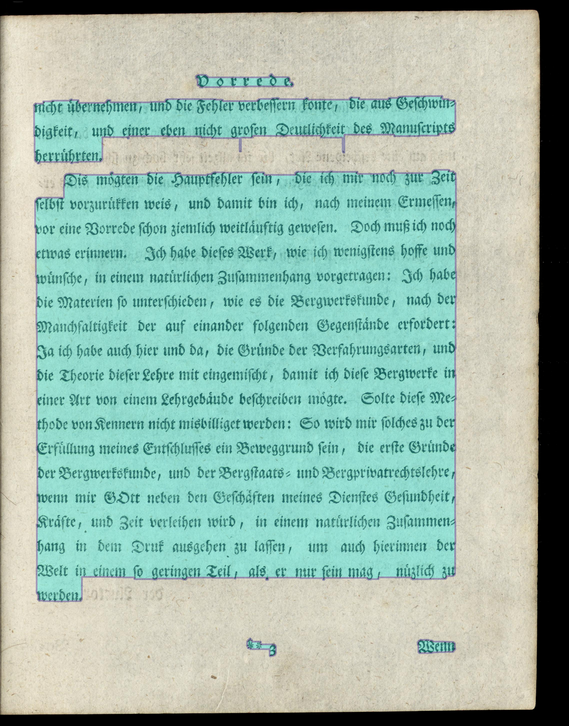 Vorrede.
nicht übernehmen, und die Fehler verbessern konte, die aus Geschwin-
digkeit, und einer eben nicht grosen Deutlichkeit des Manuscripts
herrührten.
Dis mögten die Hauptfehler sein, die ich mir noch zur Zeit
selbst vorzurükken weis, und damit bin ich, nach meinem Ermessen,
vor eine Vorrede schon ziemlich weitläuftig gewesen. Doch muß ich noch
etwas erinnern. Ich habe dieses Werk, wie ich wenigstens hoffe und
wünsche, in einem natürlichen Zusammenhang vorgetragen: Ich habe
die Materien so unterschieden, wie es die Bergwerkskunde, nach der
Manchfaltigkeit der auf einander folgenden Gegenstände erfordert:
Ja ich habe auch hier und da, die Gründe der Verfahrungsarten, und
die Theorie dieser Lehre mit eingemischt, damit ich diese Bergwerke in
einer Art von einem Lehrgebäude beschreiben mögte. Solte diese Me-
thode von Kennern nicht misbilliget werden: So wird mir solches zu der
Erfüllung meines Entschlusses ein Beweggrund sein, die erste Gründe
der Bergwerkskunde, und der Bergstaats- und Bergprivatrechtslehre,
wenn mir GOtt neben den Geschäften meines Dienstes Gesundheit,
Kräfte, und Zeit verleihen wird, in einem natürlichen Zusammen-
hang in dem Druk ausgehen zu lassen, um auch hierinnen der
Welt in einem so geringen Teil, als er nur sein mag, nüzlich zu
werden.
Wenn